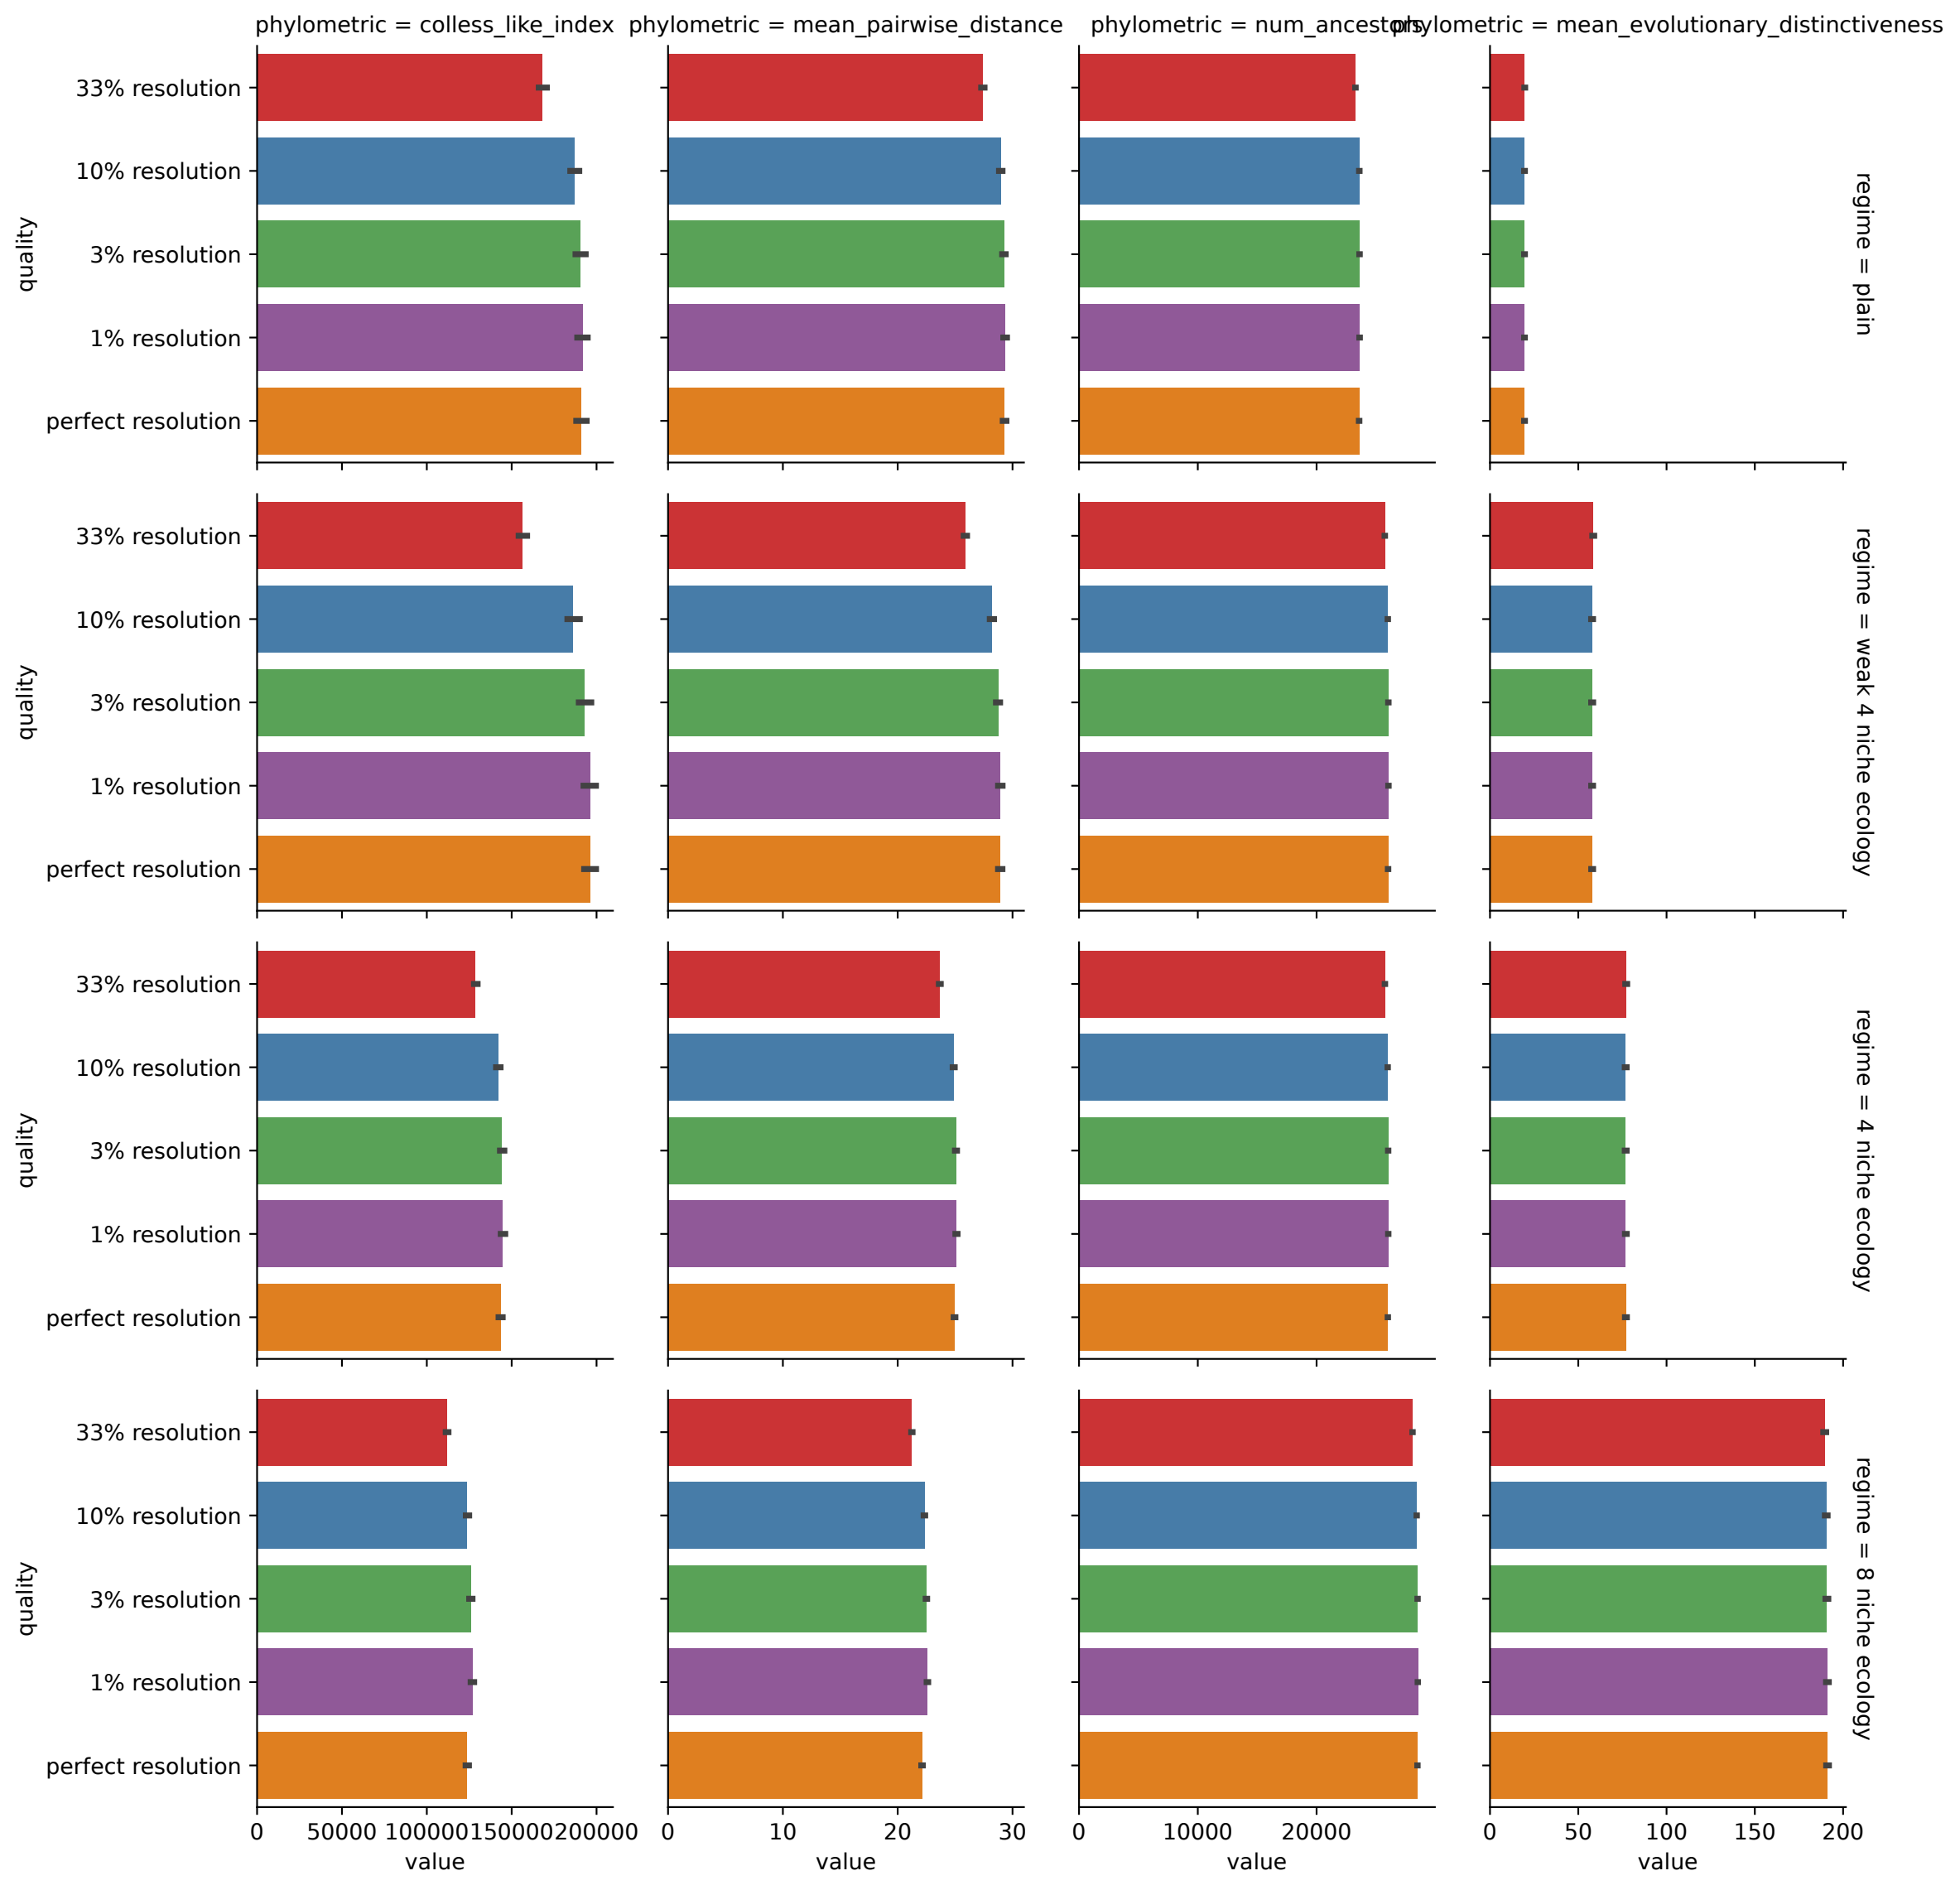 phylometric = colless_like_index
phylometric = mean_pairwise_distance
phylometric = num_ancestors
phylometric = mean_evolutionary_distinctiveness
quality
33% resolution
10% resolution
3% resolution
1% resolution
perfect resolution
regime = plain
quality
33% resolution
10% resolution
3% resolution
1% resolution
perfect resolution
regime = weak 4 niche ecology
quality
33% resolution
10% resolution
3% resolution
1% resolution
perfect resolution
regime = 4 niche ecology
quality
33% resolution
10% resolution
3% resolution
1% resolution
perfect resolution
regime = 8 niche ecology
0 50000 100000 150000 200000
value
0 10 20 30
value
0 10000 20000
value
0 50 100 150 200
value